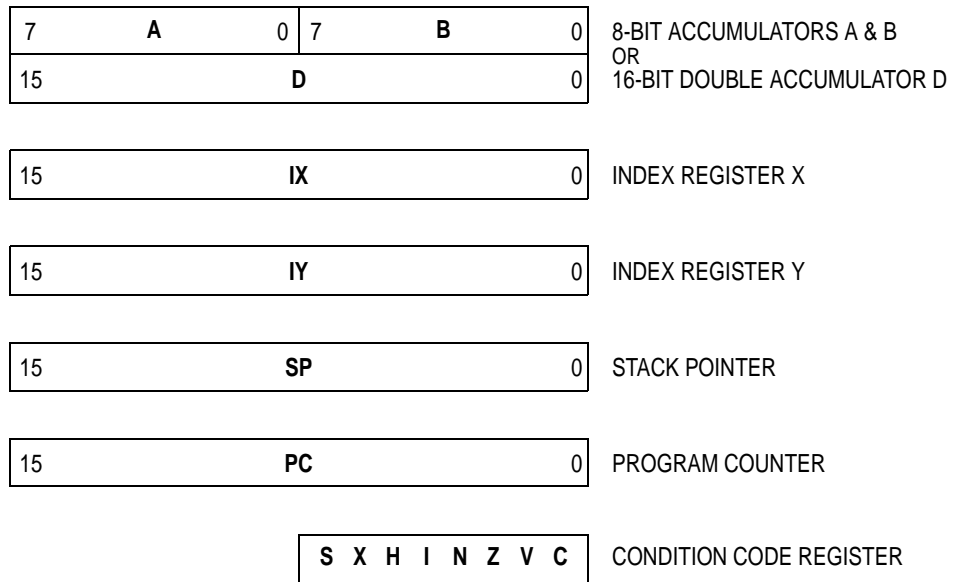 7 A 0 7 B 0 8-BIT ACCUMULATORS A & B
OR
15 D 0 16-BIT DOUBLE ACCUMULATOR D
15 IX 0 INDEX REGISTER X
15 IY 0 INDEX REGISTER Y
15 SP 0 STACK POINTER
15 PC 0 PROGRAM COUNTER
S X H I N Z V C CONDITION CODE REGISTER